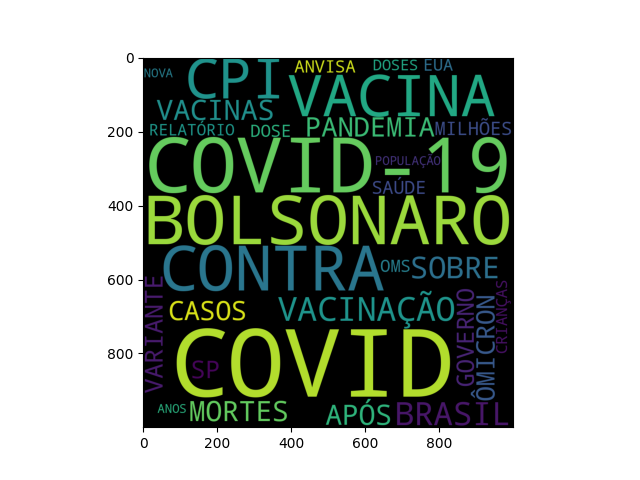 0
200
400
600
800
0 200 400 600 800
NOVA CPI ANVISA DOSES EUA
VACINAS VACINA
RELATÓRIO DOSE PANDEMIA MILHÕES
COVID-19 POPULAÇÃO
SAÚDE
BOLSONARO
CONTRA OMS SOBRE
VARIANTE CASOS VACINAÇÃO GOVERNO ÔMICRON CRIANÇAS
COVID SP
ANOS MORTES APÓS BRASIL